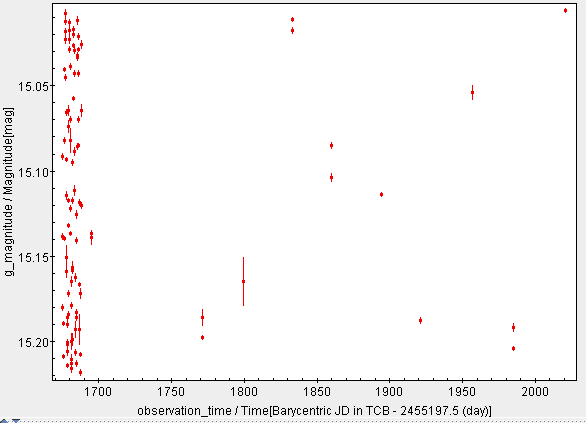 15.05
15.10
15.15
15.20
g_magnitude / Magnitude[mag]
1700 1750 1800 1850 1900 1950 2000
observation_time / Time[Barycentric JD in TCB - 2455197.5 (day)]